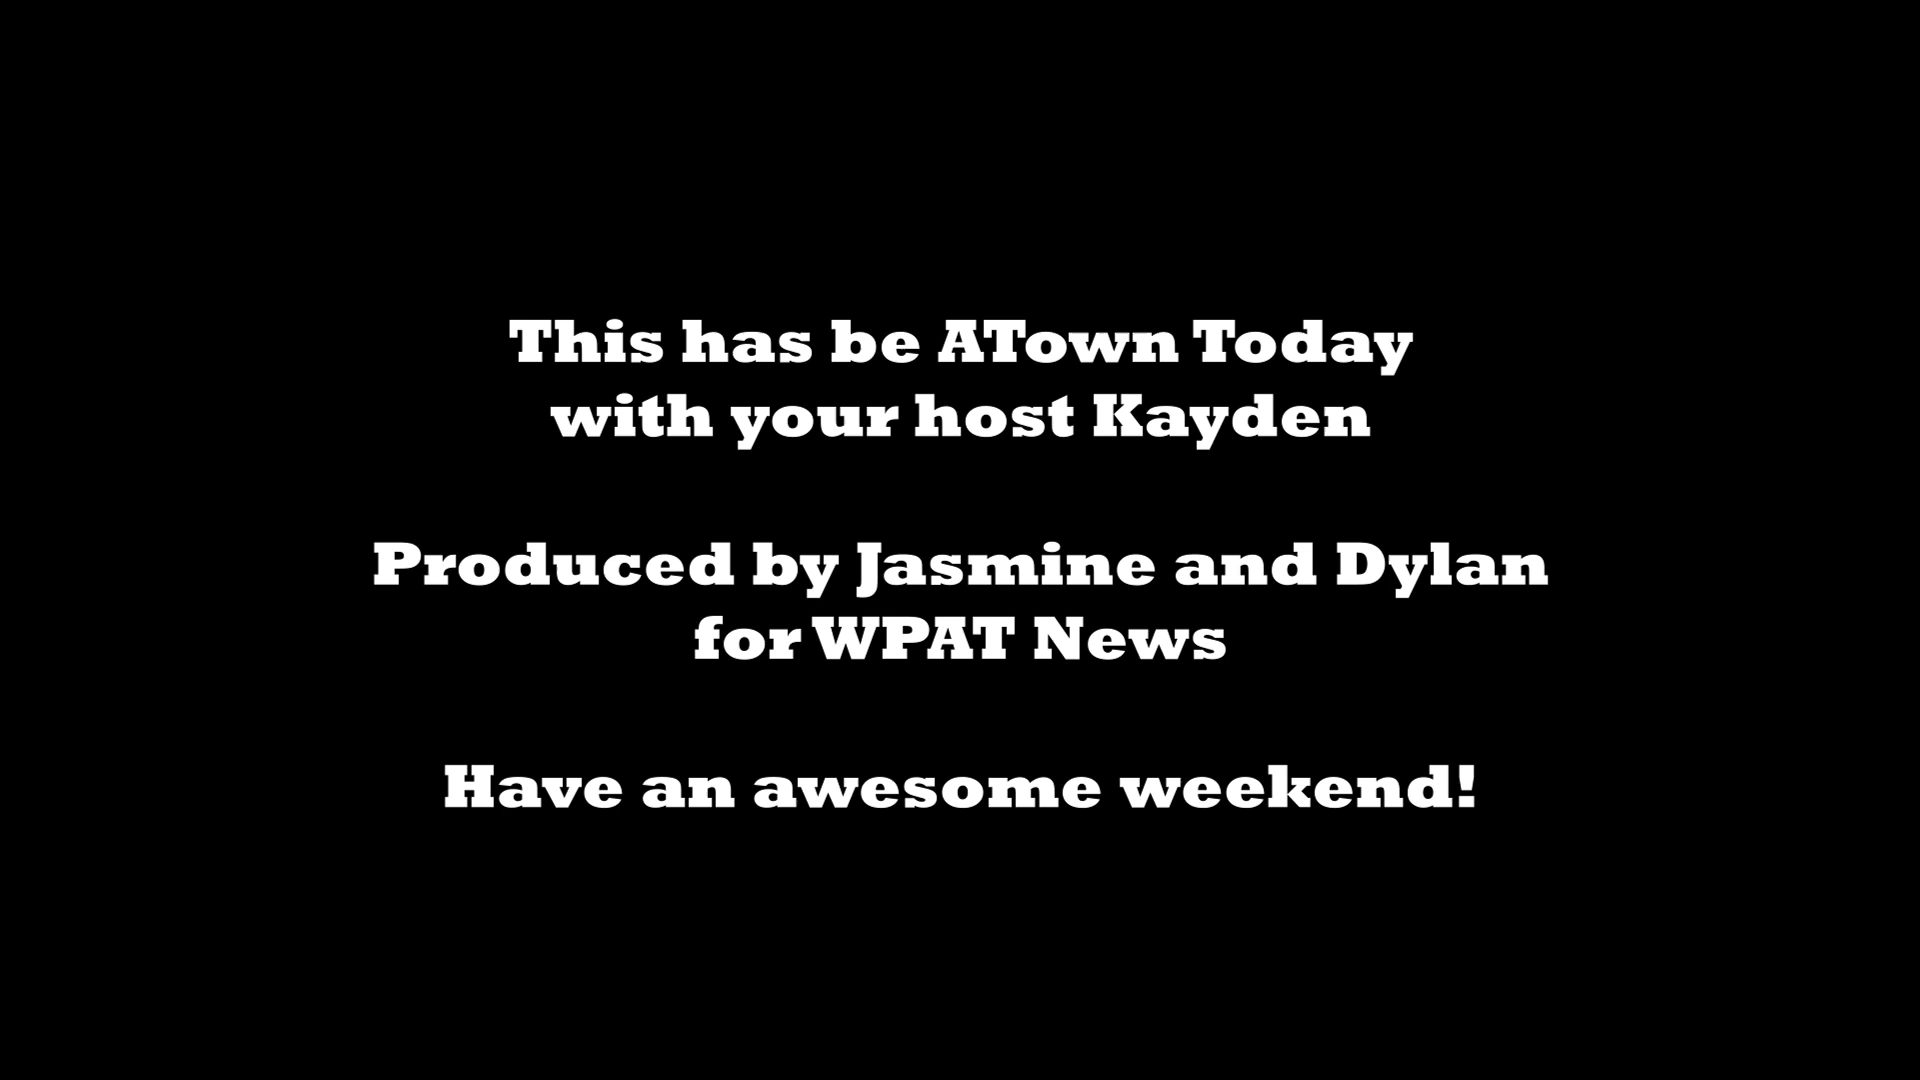 This has be ATown Today
with your host Kayden
Produced by Jasmine and Dylan
for WPAT News
Have an awesome weekend!